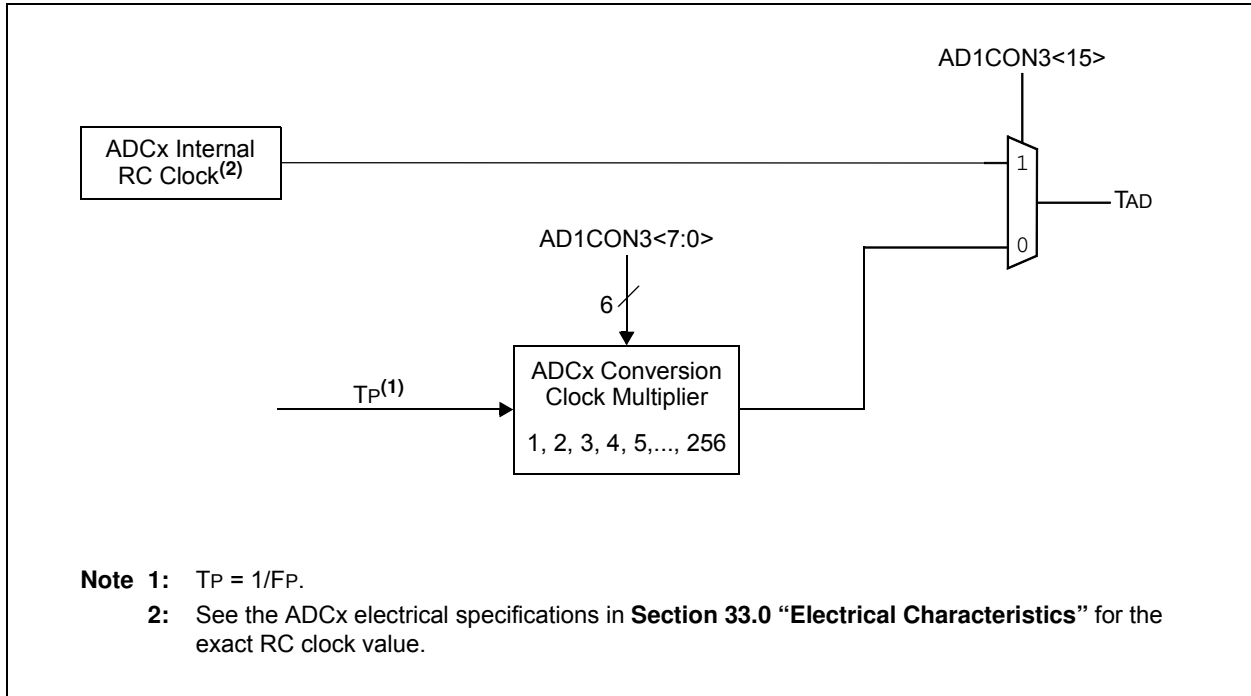 AD1CON3<15>
ADCx Internal
RC Clock(2)
1
TAD
0
AD1CON3<7:0>
6
TP(1)
ADCx Conversion
Clock Multiplier
1, 2, 3, 4, 5,..., 256
Note 1: TP = 1/FP.
2: See the ADCx electrical specifications in Section 33.0 “Electrical Characteristics” for the
exact RC clock value.